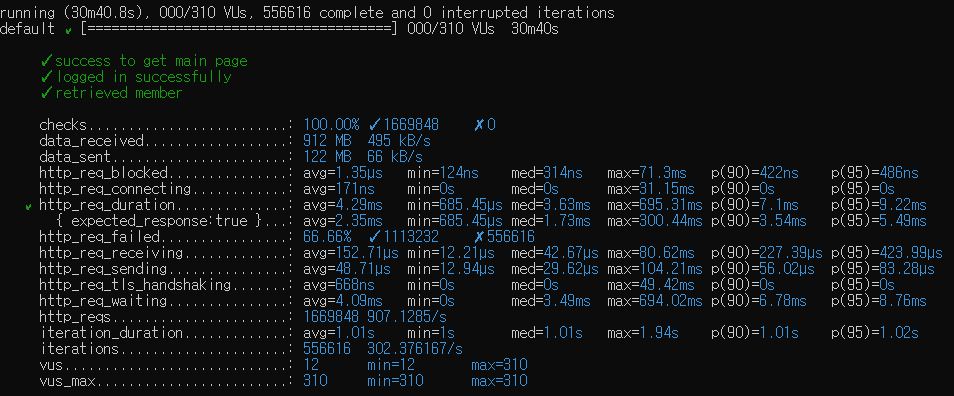 running (30m40.8s), 000/310 VUs, 556616 complete and 0 interrupted iterations
default ✓ [======================================] 000/310 VUs  30m40s
✓ success to get main page
✓ logged in successfully
✓ retrieved member
checks.........................: 100.00% ✓ 1669848 ✗ 0
data_received..................: 912 MB 495 kB/s
data_sent......................: 122 MB 66 kB/s
http_req_blocked...............: avg=1.35µs min=124ns med=314ns max=71.3ms p(90)=422ns p(95)=486ns
http_req_connecting............: avg=171ns min=0s med=0s max=31.15ms p(90)=0s p(95)=0s
✓ http_req_duration..............: avg=4.29ms min=685.45µs med=3.63ms max=695.31ms p(90)=7.1ms p(95)=9.22ms
{ expected_response:true }...: avg=2.35ms min=685.45µs med=1.73ms max=300.44ms p(90)=3.54ms p(95)=5.49ms
http_req_failed................: 66.66% ✓ 1113232 ✗ 556616
http_req_receiving.............: avg=152.71µs min=12.21µs med=42.67µs max=80.62ms p(90)=227.39µs p(95)=423.99µs
http_req_sending...............: avg=48.71µs min=12.94µs med=29.62µs max=104.21ms p(90)=56.02µs p(95)=83.28µs
http_req_tls_handshaking.......: avg=668ns min=0s med=0s max=49.42ms p(90)=0s p(95)=0s
http_req_waiting...............: avg=4.09ms min=0s med=3.49ms max=694.02ms p(90)=6.78ms p(95)=8.76ms
http_reqs......................: 1669848 907.1285/s
iteration_duration.............: avg=1.01s min=1s med=1.01s max=1.94s p(90)=1.01s p(95)=1.02s
iterations.....................: 556616 302.376167/s
vus............................: 12 min=12 max=310
vus_max........................: 310 min=310 max=310